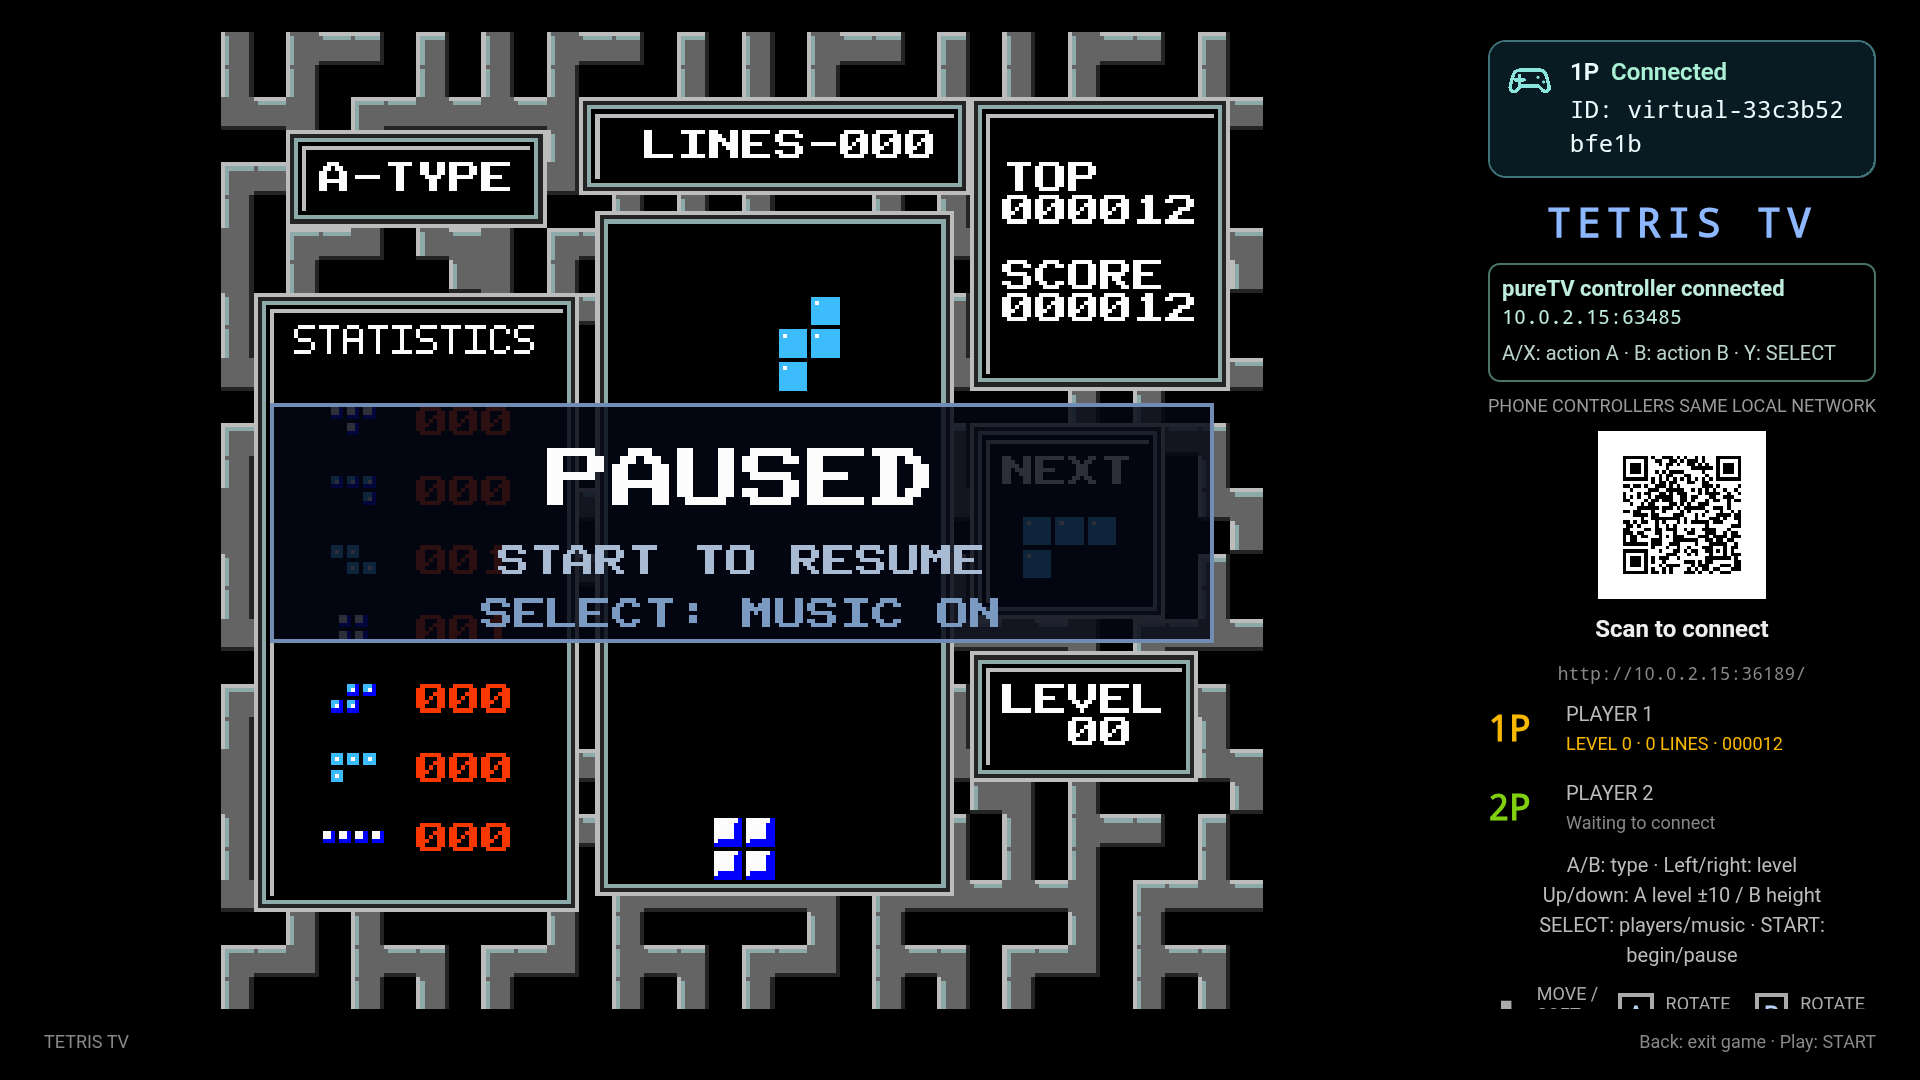 A-TYPE
LINES-000
TOP
000012
SCORE
000012
STATISTICS
000
000
001
001
000
000
000
PAUSED
START TO RESUME
SELECT: MUSIC ON
NEXT
LEVEL
00
1P Connected
ID: virtual-33c3b52
bfe1b
TETRIS TV
pureTV controller connected
10.0.2.15:63485
A/X: action A · B: action B · Y: SELECT
PHONE CONTROLLERS SAME LOCAL NETWORK
Scan to connect
http://10.0.2.15:36189/
1P
PLAYER 1
LEVEL 0 · 0 LINES · 000012
2P
PLAYER 2
Waiting to connect
A/B: type · Left/right: level
Up/down: A level ±10 / B height
SELECT: players/music · START:
begin/pause
MOVE /
ROTATE
ROTATE
TETRIS TV
Back: exit game · Play: START